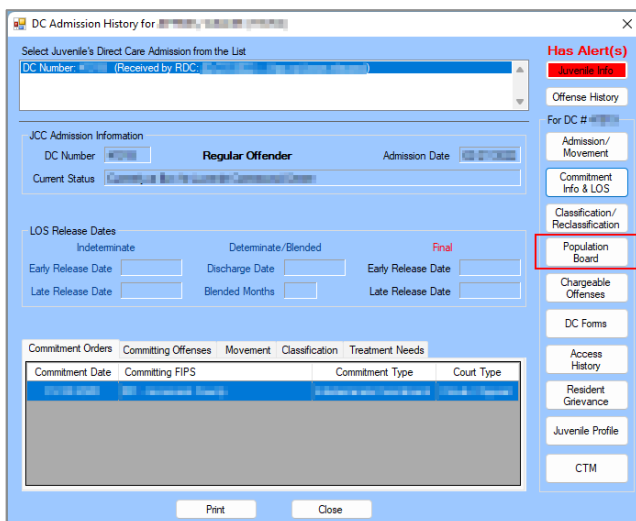 DC Admission History for
Select Juvenile's Direct Care Admission from the List
DC Number: (Received by RDC:
Has Alert(s)
Juvenile Info
Offense History
For DC #
JCC Admission Information
DC Number Regular Offender Admission Date
Current Status
LOS Release Dates
Indeterminate Determinate/Blended Final
Early Release Date Discharge Date Early Release Date
Late Release Date Blended Months Late Release Date
Admission/
Movement
Commitment
Info & LOS
Classification/
Reclassification
Population
Board
Chargeable
Offenses
DC Forms
Access
History
Resident
Grievance
Juvenile Profile
CTM
Commitment Orders Committing Offenses Movement Classification Treatment Needs
Commitment Date Committing FIPS Commitment Type Court Type
Print Close